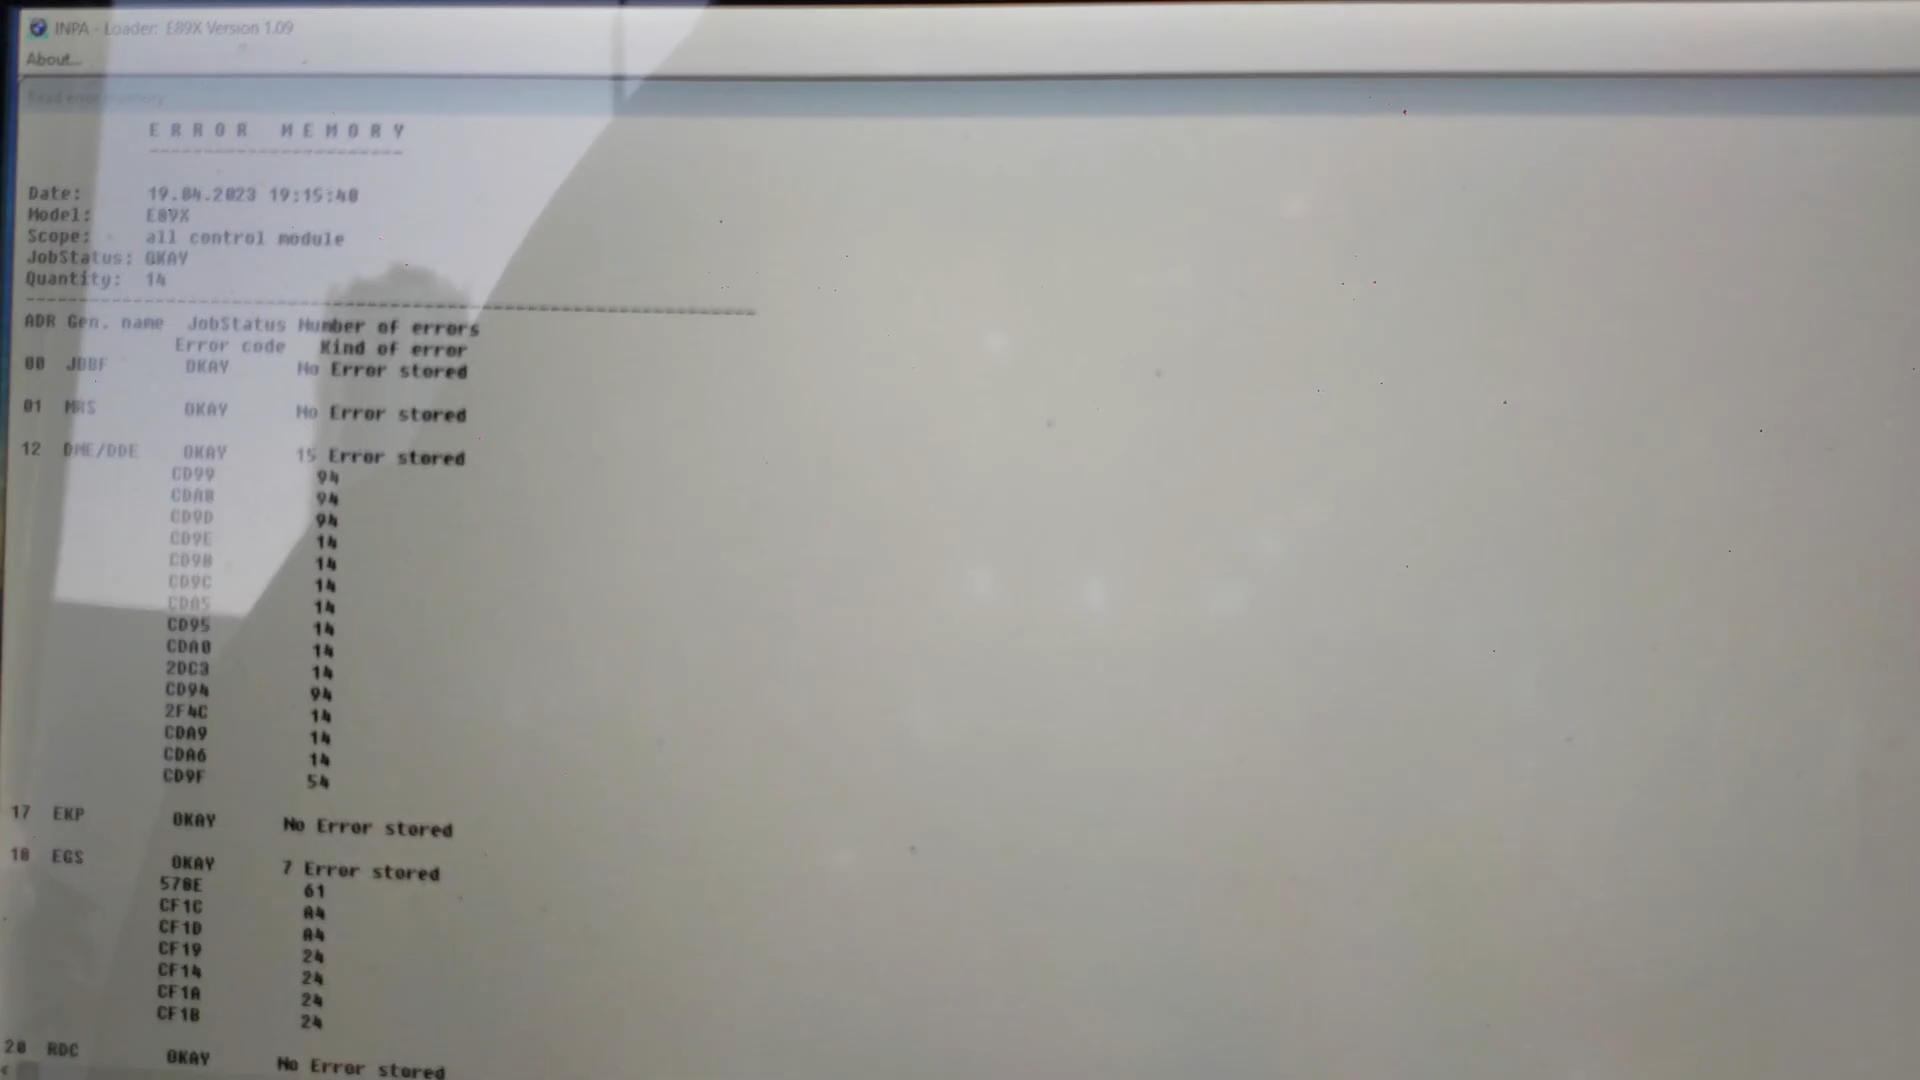 INPA - Loader: E89X Version 1.09
About...
Read error memory
ERROR MEMORY
Date: 19.04.2023 19:15:40
Model: E89X
Scope: all control module
JobStatus: OKAY
Quantity: 14
ADR Gen. name JobStatus Number of errors
Error code Kind of error
00 JBBF OKAY No Error stored
01 MRS OKAY No Error stored
12 DME/DDE OKAY 15 Error stored
CD99 94
CDA8 94
CD9D 94
CD9E 14
CD9B 14
CD9C 14
CDA5 14
CD95 14
CDA0 14
2DC3 14
CD94 94
2F4C 14
CDA9 14
CDA6 14
CD9F 54
17 EKP OKAY No Error stored
18 EGS OKAY 7 Error stored
578E 61
CF1C A4
CF1D A4
CF19 24
CF14 24
CF1A 24
CF1B 24
20 RDC OKAY No Error stored